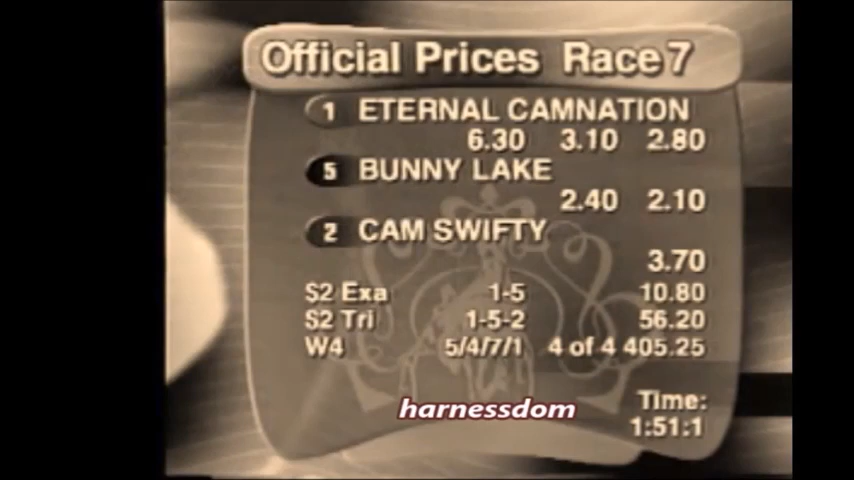 Official Prices Race 7
1 ETERNAL CAMNATION
6.30 3.10 2.80
5 BUNNY LAKE
2.40 2.10
2 CAM SWIFTY
3.70
$2 Exa 1-5 10.80
$2 Tri 1-5-2 56.20
W4 5/4/7/1 4 of 4 405.25
harnessdom
Time:
1:51:1